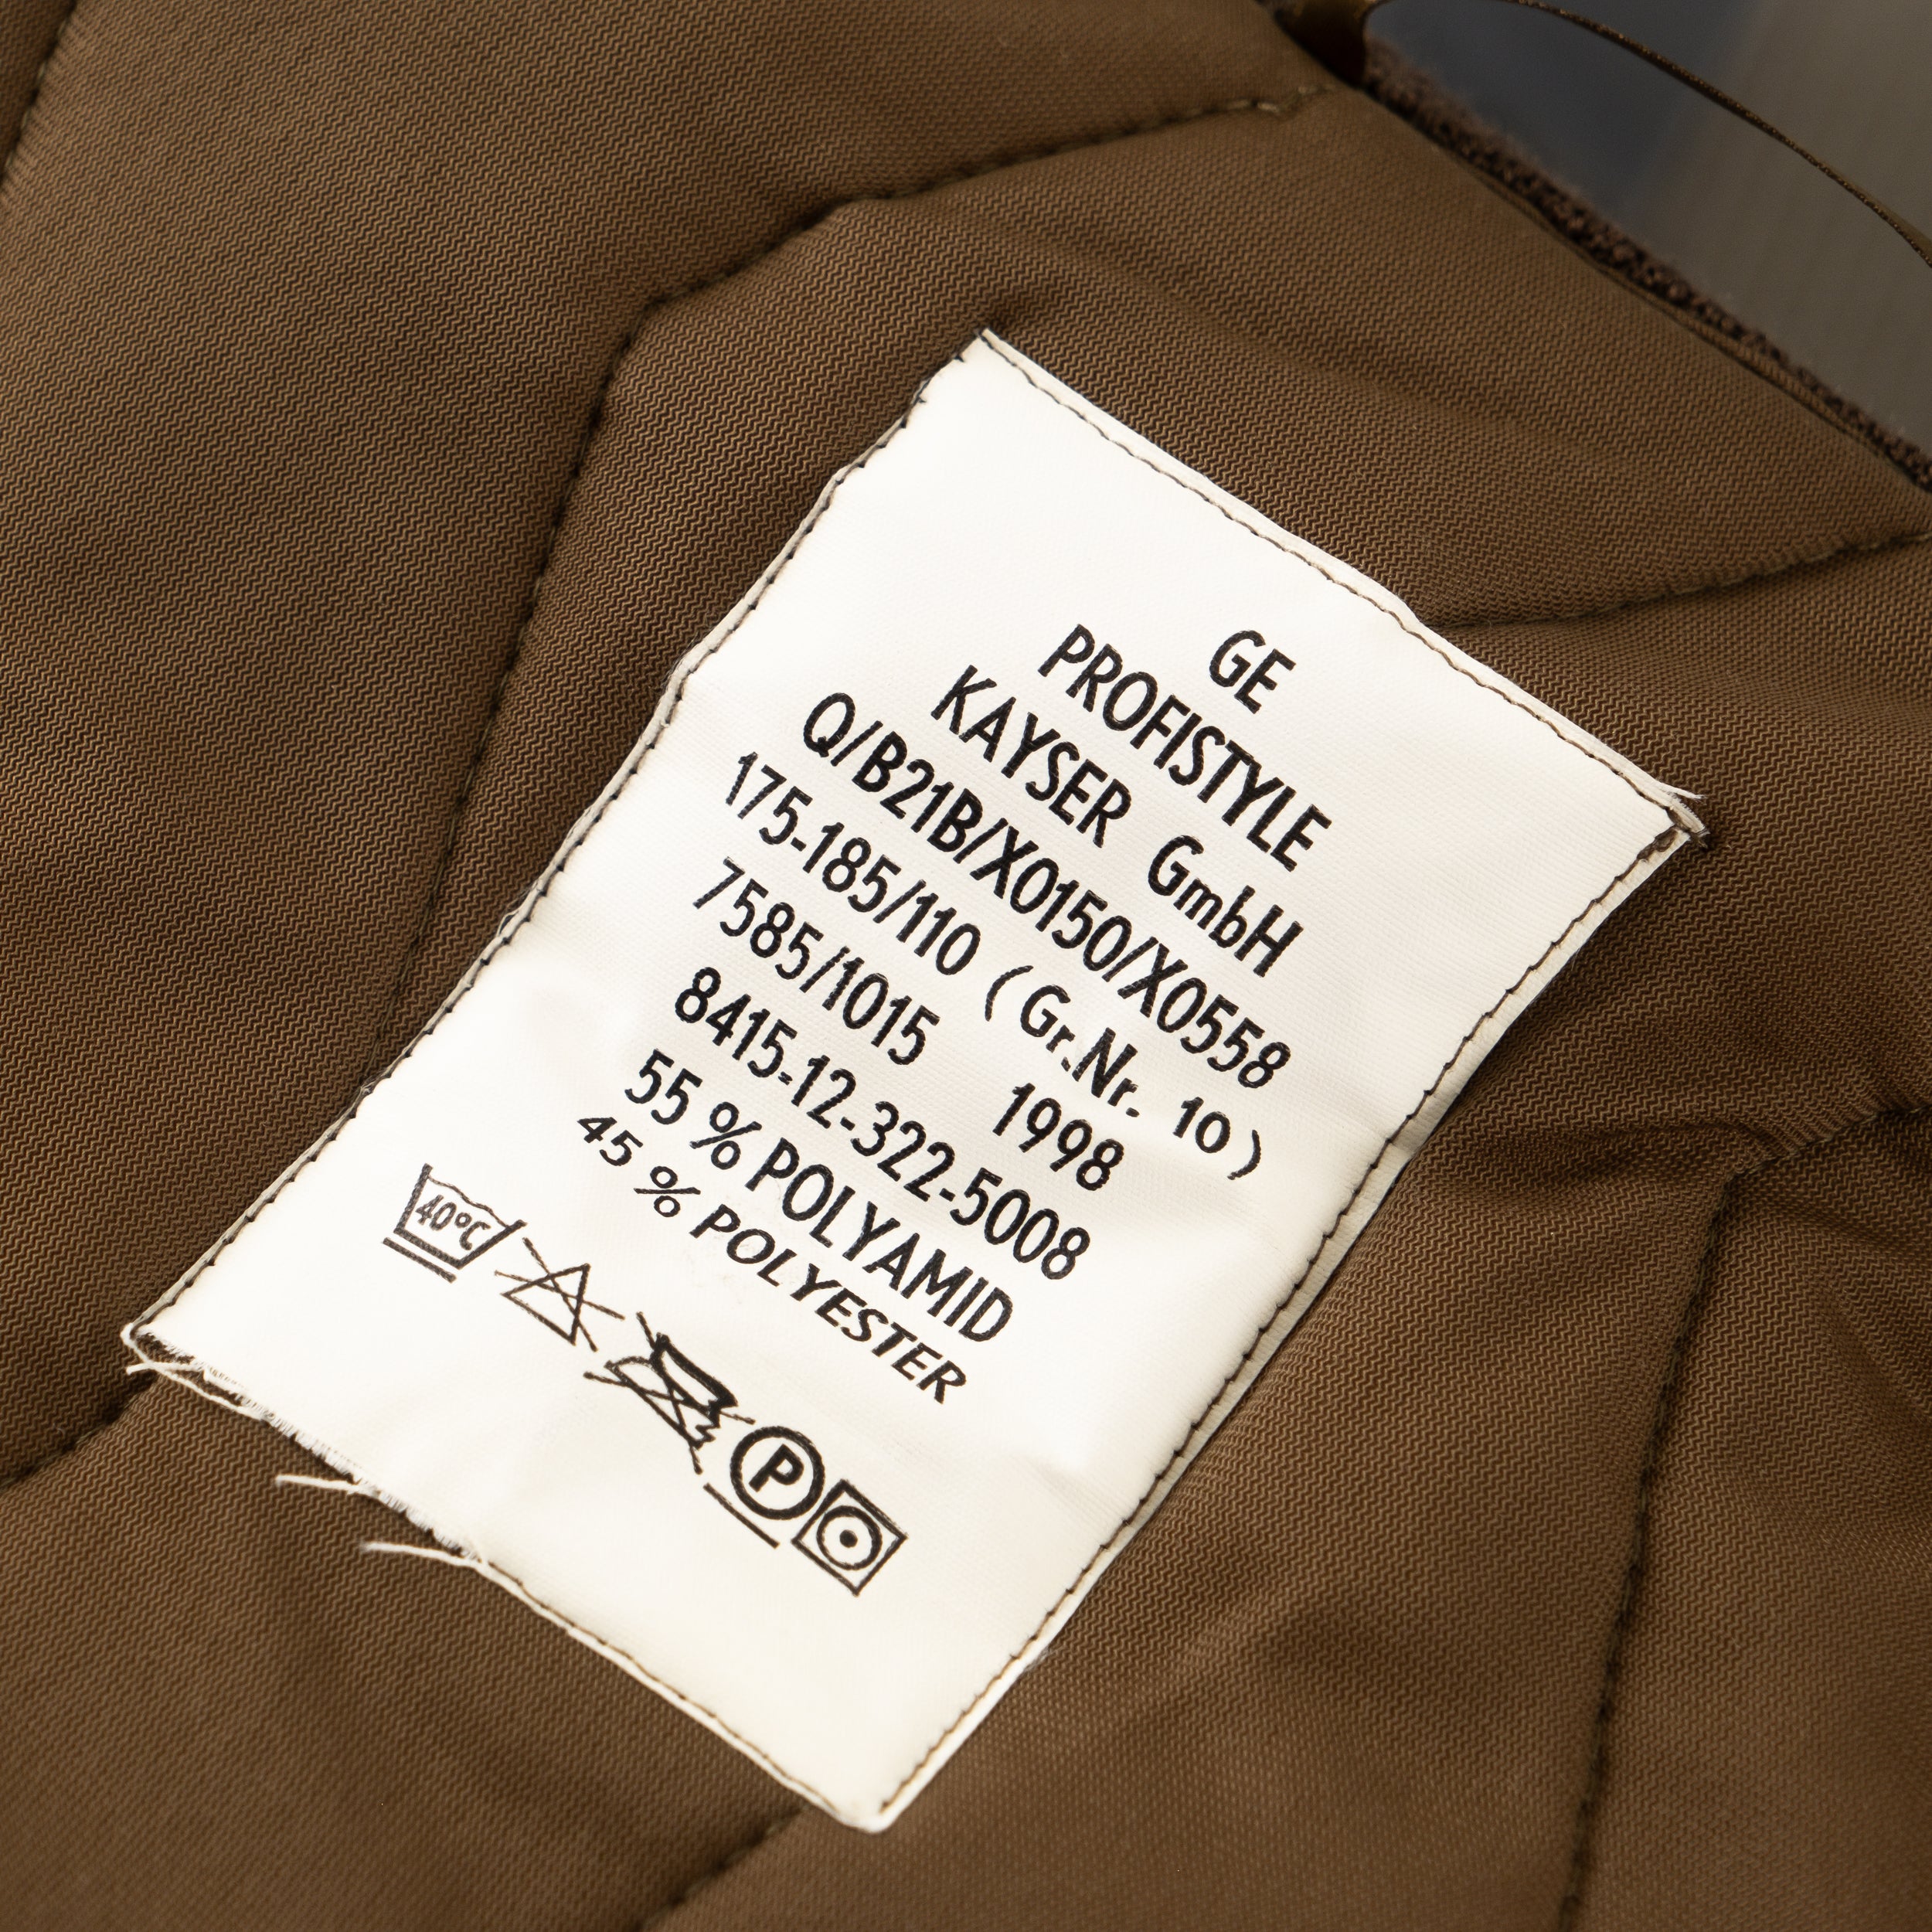 GE
PROFISTYLE
KAYSER GmbH
Q/B21B/X0150/X0558
175-185/110 (Gr.Nr. 10)
7585/1015 1998
8415-12-322-5008
55 % POLYAMID
45 % POLYESTER
40°C
P